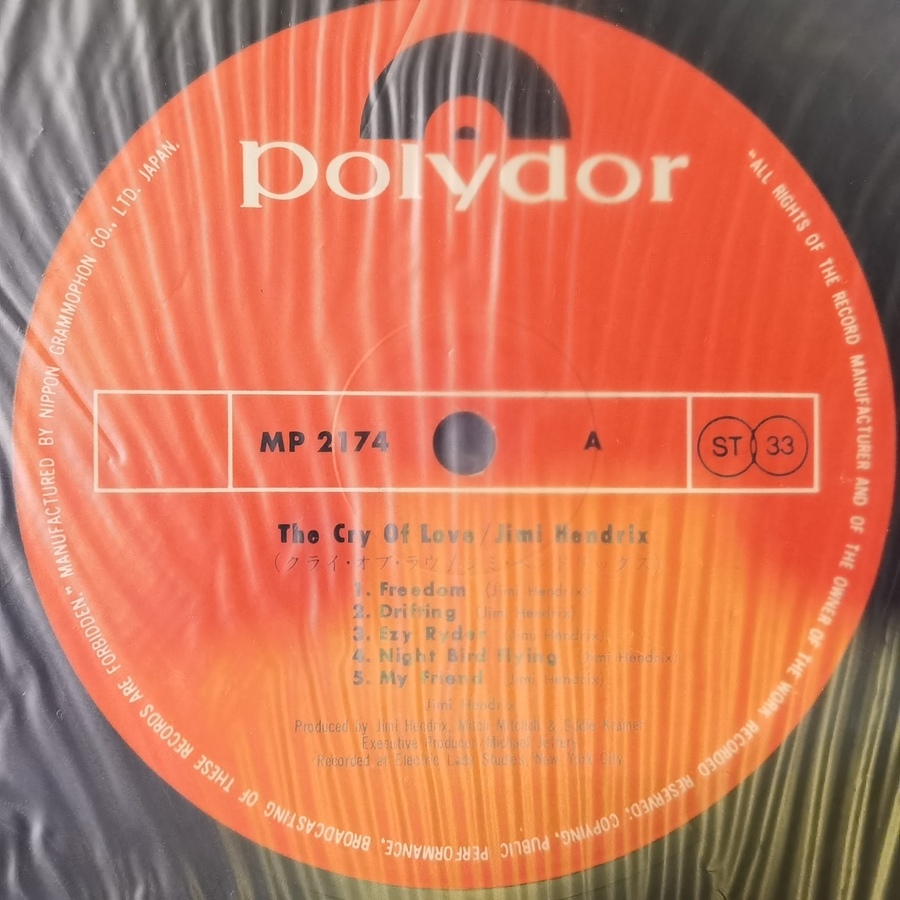 polydor
"ALL RIGHTS OF THE RECORD MANUFACTURER AND OF THE OWNER OF THE WORK RECORDED RESERVED. COPYING, PUBLIC PERFORMANCE, BROADCASTING OF THESE RECORDS ARE FORBIDDEN." MANUFACTURED BY NIPPON GRAMMOPHON CO., LTD. JAPAN.
MP 2174 A ST 33
The Cry Of Love / Jimi Hendrix
(クライ・オブ・ラヴ/ジミ・ヘンドリックス)
1. Freedom (Jimi Hendrix)
2. Drifting (Jimi Hendrix)
3. Ezy Ryder (Jimi Hendrix)
4. Night Bird Flying (Jimi Hendrix)
5. My Friend (Jimi Hendrix)
Jimi Hendrix
Produced by Jimi Hendrix, Mitch Mitchell & Eddie Kramer
Executive Producer/Michael Jeffery
Recorded at Electric Lady Studios, New York City